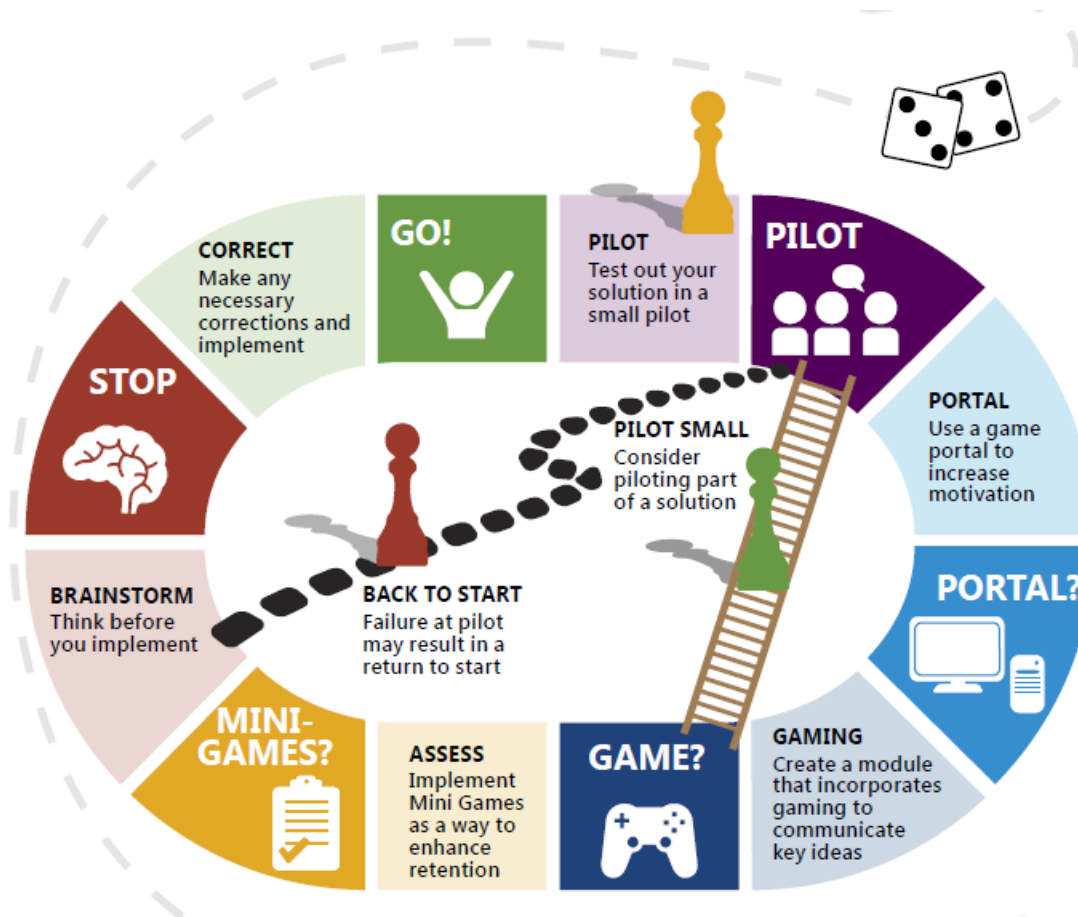 GO!
PILOT
Test out your
solution in a
small pilot
PILOT
CORRECT
Make any
necessary
corrections and
implement
STOP
PORTAL
Use a game
portal to
increase
motivation
PILOT SMALL
Consider
piloting part
of a solution
BRAINSTORM
Think before
you implement
BACK TO START
Failure at pilot
may result in a
return to start
PORTAL?
MINI-
GAMES?
ASSESS
Implement
Mini Games
as a way to
enhance
retention
GAME?
GAMING
Create a module
that incorporates
gaming to
communicate
key ideas